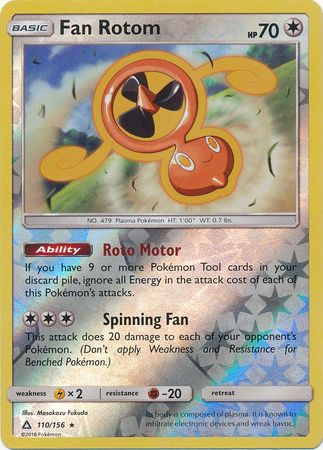 BASIC Fan Rotom HP 70
NO. 479 Plasma Pokémon HT: 1'00" WT: 0.7 lbs.
Ability Roto Motor
If you have 9 or more Pokémon Tool cards in your
discard pile, ignore all Energy in the attack cost of each
of this Pokémon's attacks.
Spinning Fan
This attack does 20 damage to each of your opponent's
Pokémon. (Don't apply Weakness and Resistance for
Benched Pokémon.)
weakness × 2 resistance -20 retreat
Illus. Masakazu Fukuda
110/156 ★
©2018 Pokémon
Its body is composed of plasma. It is known to
infiltrate electronic devices and wreak havoc.